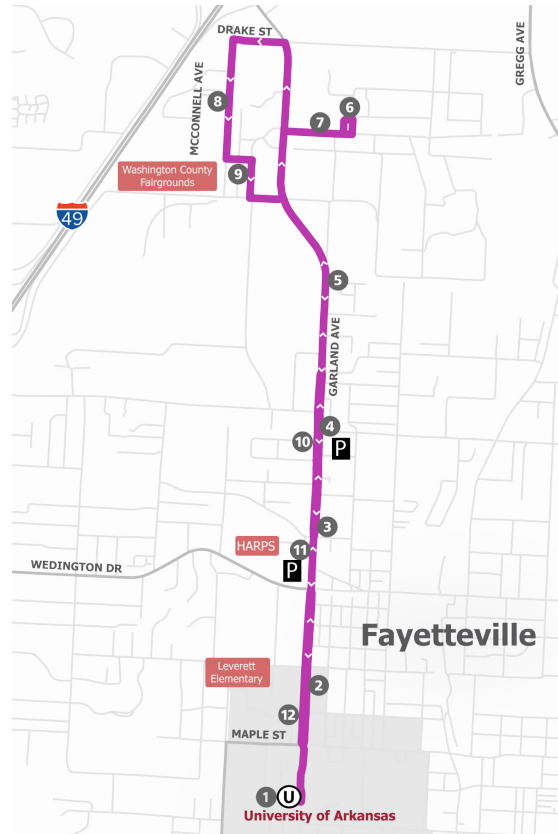 DRAKE ST
GREGG AVE
MCCONNELL AVE
8
6
7
Washington County
Fairgrounds
9
49
5
GARLAND AVE
4
10
P
3
HARPS
11
P
WEDINGTON DR
Fayetteville
Leverett
Elementary
2
12
MAPLE ST
1
U
University of Arkansas